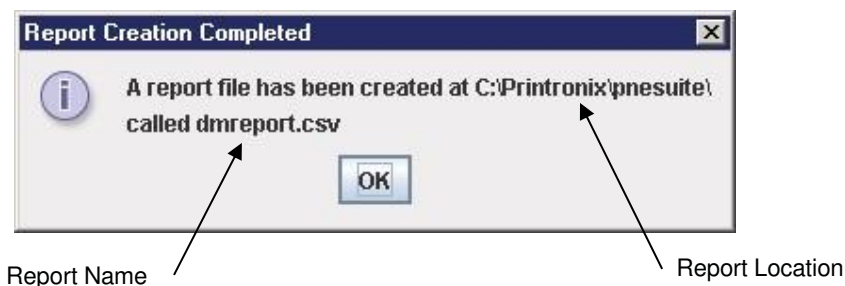 Report Creation Completed
A report file has been created at C:\Printronix\pnesuite\
called dmreport.csv
OK
Report Name
Report Location